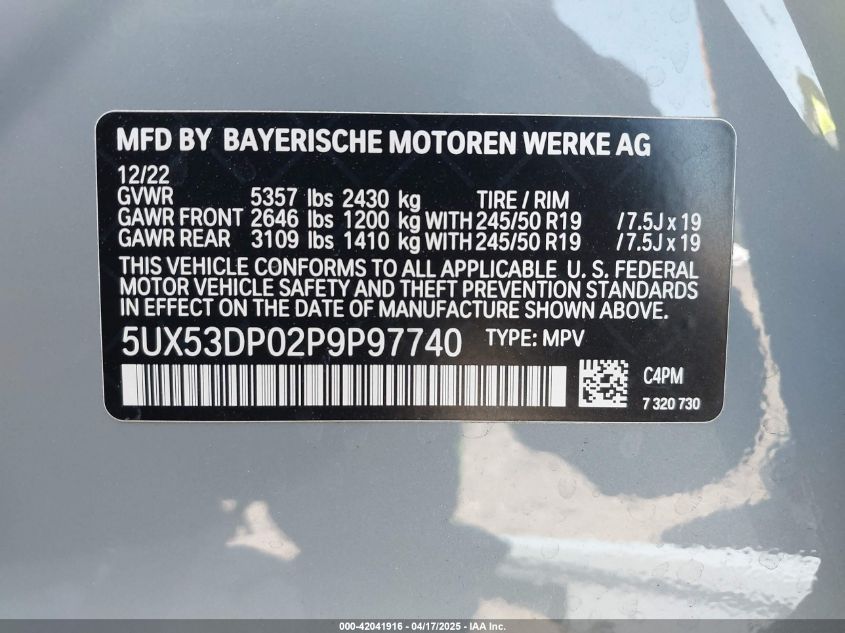 MFD BY BAYERISCHE MOTOREN WERKE AG
12/22
GVWR 5357 lbs 2430 kg TIRE / RIM
GAWR FRONT 2646 lbs 1200 kg WITH 245/50 R19 / 7.5J x 19
GAWR REAR 3109 lbs 1410 kg WITH 245/50 R19 / 7.5J x 19
THIS VEHICLE CONFORMS TO ALL APPLICABLE U. S. FEDERAL
MOTOR VEHICLE SAFETY AND THEFT PREVENTION STANDARDS
IN EFFECT ON THE DATE OF MANUFACTURE SHOWN ABOVE.
5UX53DP02P9P97740 TYPE: MPV
C4PM
7 320 730
000-42041916 - 04/17/2025 - IAA Inc.